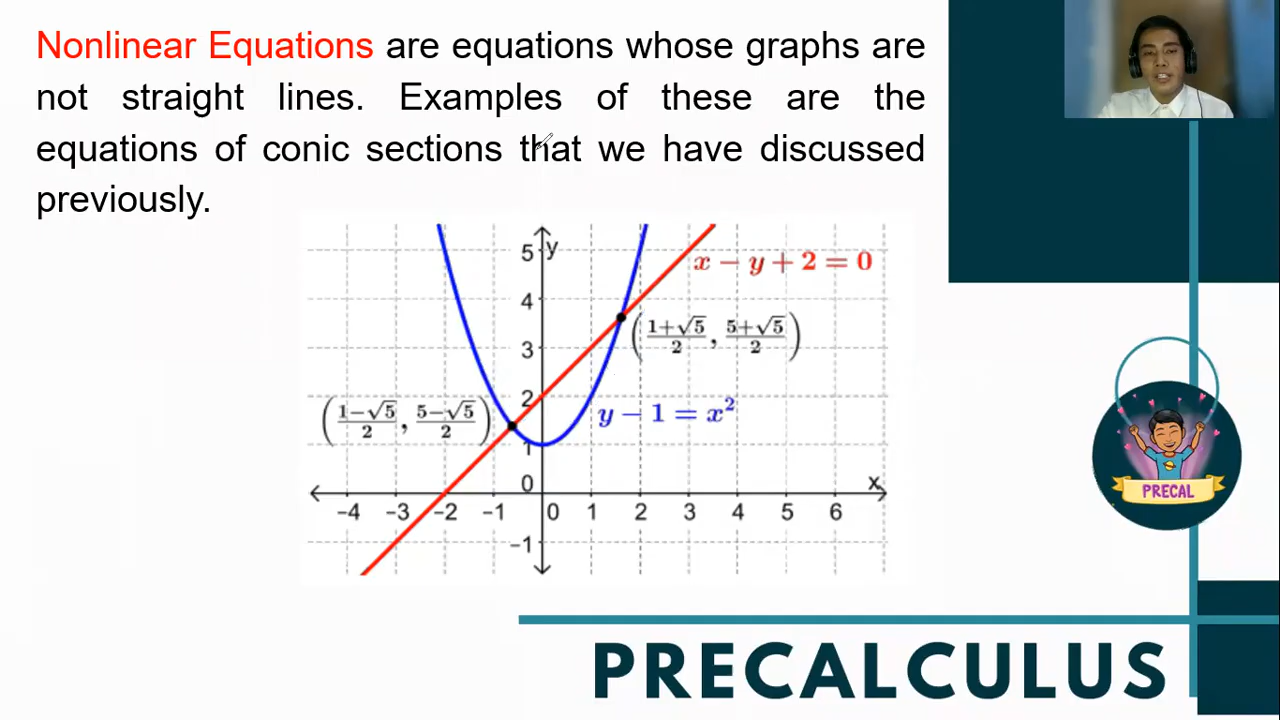 Nonlinear Equations are equations whose graphs are
not straight lines. Examples of these are the
equations of conic sections that we have discussed
previously.
5 y
x − y + 2 = 0
4
(1+√5/2, 5+√5/2)
3
2
(1−√5/2, 5−√5/2)
y − 1 = x²
1
0 x
−4 −3 −2 −1 0 1 2 3 4 5 6
−1
PRECAL
PRECALCULUS